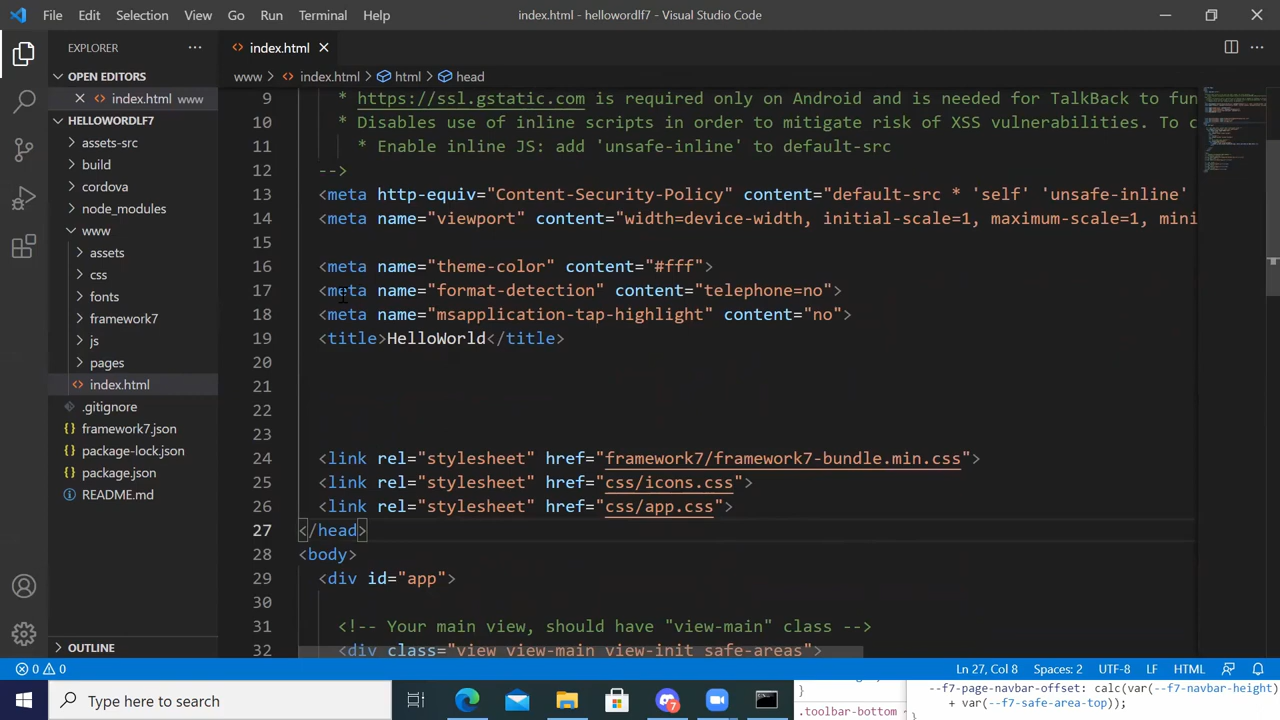 File Edit Selection View Go Run Terminal Help
index.html - hellowordlf7 - Visual Studio Code
EXPLORER
OPEN EDITORS
index.html www
HELLOWORDLF7
assets-src
build
cordova
node_modules
www
assets
css
fonts
framework7
js
pages
index.html
.gitignore
framework7.json
package-lock.json
package.json
README.md
OUTLINE
index.html
www > index.html > html > head
9 * https://ssl.gstatic.com is required only on Android and is needed for TalkBack to fun
10 * Disables use of inline scripts in order to mitigate risk of XSS vulnerabilities. To c
11 * Enable inline JS: add 'unsafe-inline' to default-src
12 -->
13 <meta http-equiv="Content-Security-Policy" content="default-src * 'self' 'unsafe-inline'
14 <meta name="viewport" content="width=device-width, initial-scale=1, maximum-scale=1, mini
15
16 <meta name="theme-color" content="#fff">
17 <meta name="format-detection" content="telephone=no">
18 <meta name="msapplication-tap-highlight" content="no">
19 <title>HelloWorld</title>
20
21
22
23
24 <link rel="stylesheet" href="framework7/framework7-bundle.min.css">
25 <link rel="stylesheet" href="css/icons.css">
26 <link rel="stylesheet" href="css/app.css">
27 </head>
28 <body>
29 <div id="app">
30
31 <!-- Your main view, should have "view-main" class -->
32 <div class="view view-main view-init safe-areas">
0 0 Ln 27, Col 8 Spaces: 2 UTF-8 LF HTML
Type here to search
7
}
.toolbar-bottom ~
--f7-page-navbar-offset: calc(var(--f7-navbar-height)
+ var(--f7-safe-area-top));
}